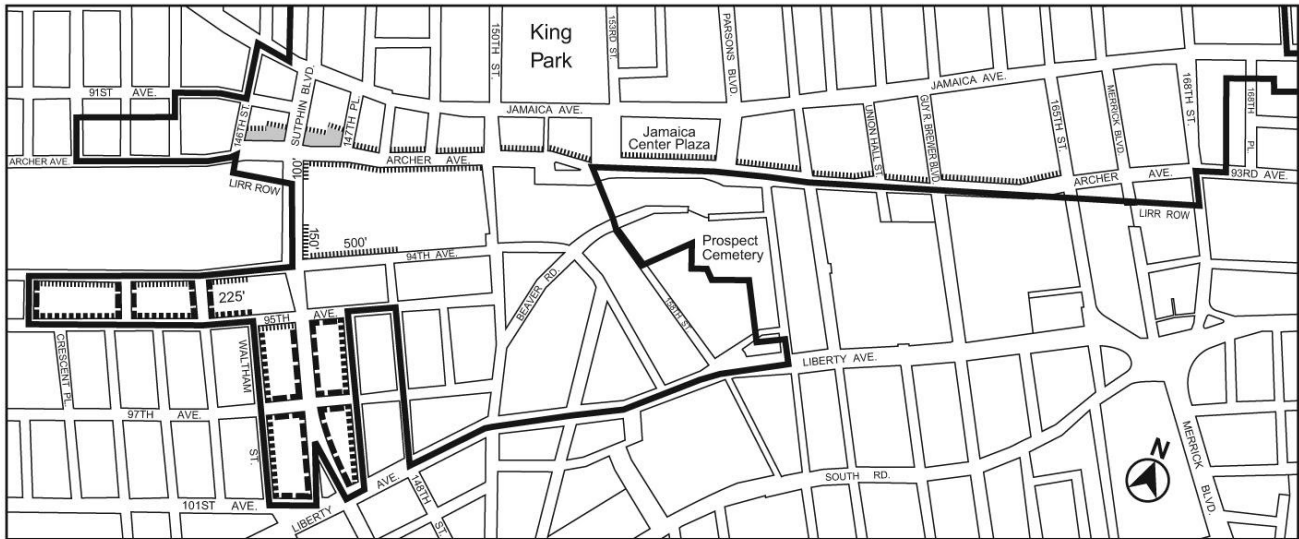 King
Park
150TH ST.
153RD ST.
PARSONS BLVD.
91ST AVE.
146TH ST.
SUTPHIN BLVD.
147TH PL.
JAMAICA AVE.
JAMAICA AVE.
168TH ST.
168TH PL.
Jamaica
Center Plaza
UNION HALL ST.
GUY R. BREWER BLVD.
165TH ST.
MERRICK BLVD.
ARCHER AVE.
100'
ARCHER AVE.
ARCHER AVE.
93RD AVE.
LIRR ROW
LIRR ROW
150'
500'
94TH AVE.
Prospect
Cemetery
BEAVER RD.
158TH ST.
225'
95TH AVE.
CRESCENT PL.
WALTHAM ST.
LIBERTY AVE.
97TH AVE.
MERRICK BLVD.
N
SOUTH RD.
148TH ST.
101ST AVE.
LIBERTY AVE.